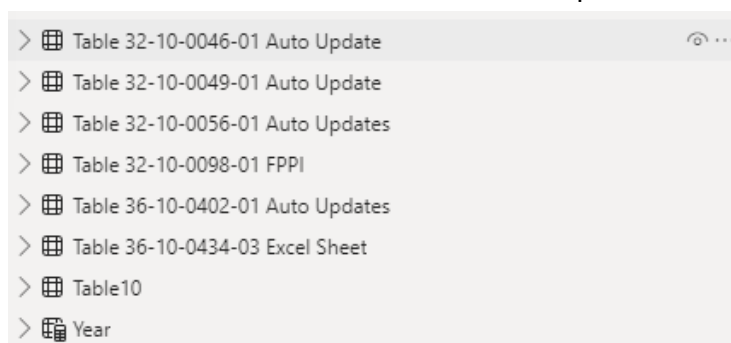 Table 32-10-0046-01 Auto Update
Table 32-10-0049-01 Auto Update
Table 32-10-0056-01 Auto Updates
Table 32-10-0098-01 FPPI
Table 36-10-0402-01 Auto Updates
Table 36-10-0434-03 Excel Sheet
Table10
Year